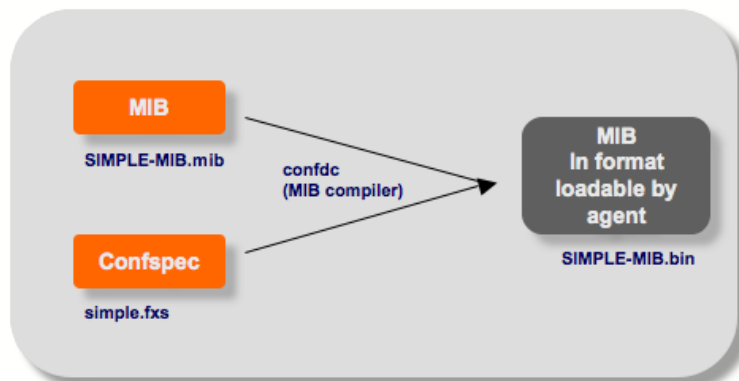 MIB
SIMPLE-MIB.mib
confdc
(MIB compiler)
Confspec
simple.fxs
MIB
In format
loadable by
agent
SIMPLE-MIB.bin